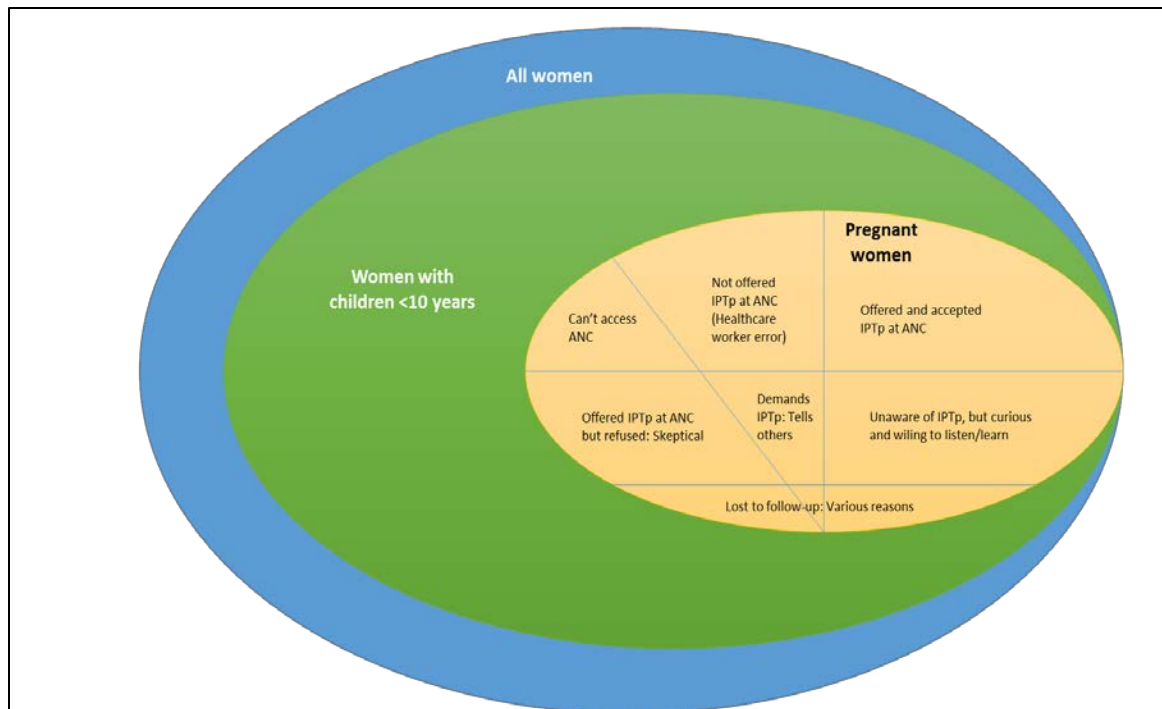 All women
Women with
children <10 years
Pregnant
women
Can't access
ANC
Not offered
IPTp at ANC
(Healthcare
worker error)
Offered and accepted
IPTp at ANC
Offered IPTp at ANC
but refused: Skeptical
Demands
IPTp: Tells
others
Unaware of IPTp, but curious
and wiling to listen/learn
Lost to follow-up: Various reasons